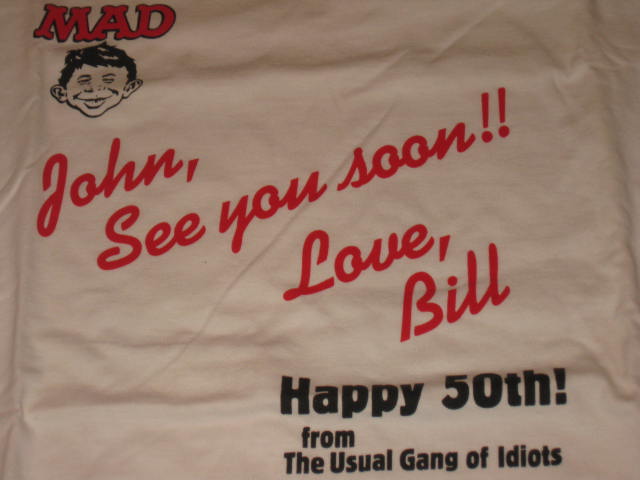 MAD
John,
See you soon!!
Love,
Bill
Happy 50th!
from
The Usual Gang of Idiots